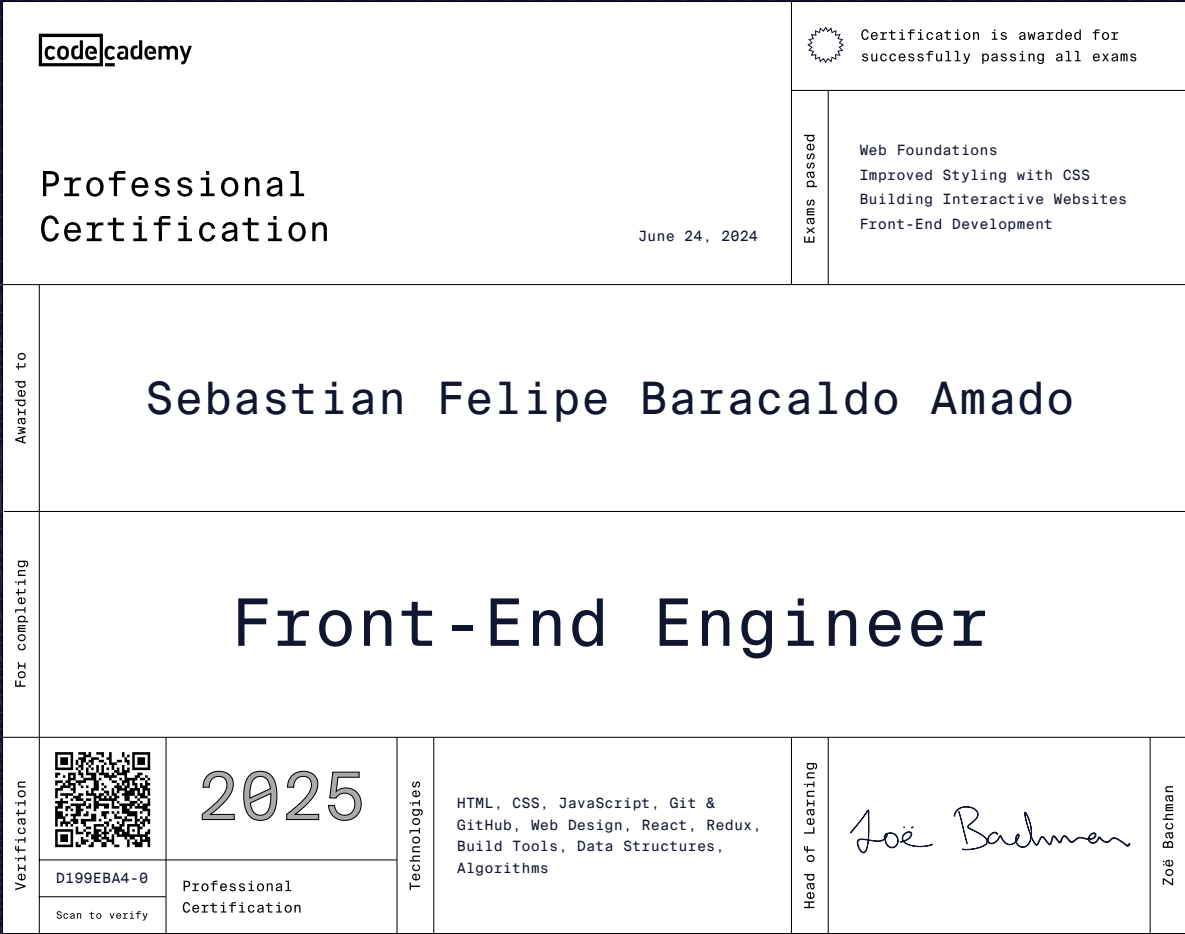 codecademy
Certification is awarded for
successfully passing all exams
Professional
Certification
June 24, 2024
Exams passed
Web Foundations
Improved Styling with CSS
Building Interactive Websites
Front-End Development
Awarded to
Sebastian Felipe Baracaldo Amado
For completing
Front-End Engineer
Verification
D199EBA4-0
Scan to verify
2025
Professional
Certification
Technologies
HTML, CSS, JavaScript, Git &
GitHub, Web Design, React, Redux,
Build Tools, Data Structures,
Algorithms
Head of Learning
Zoë Bachman
Zoë Bachman